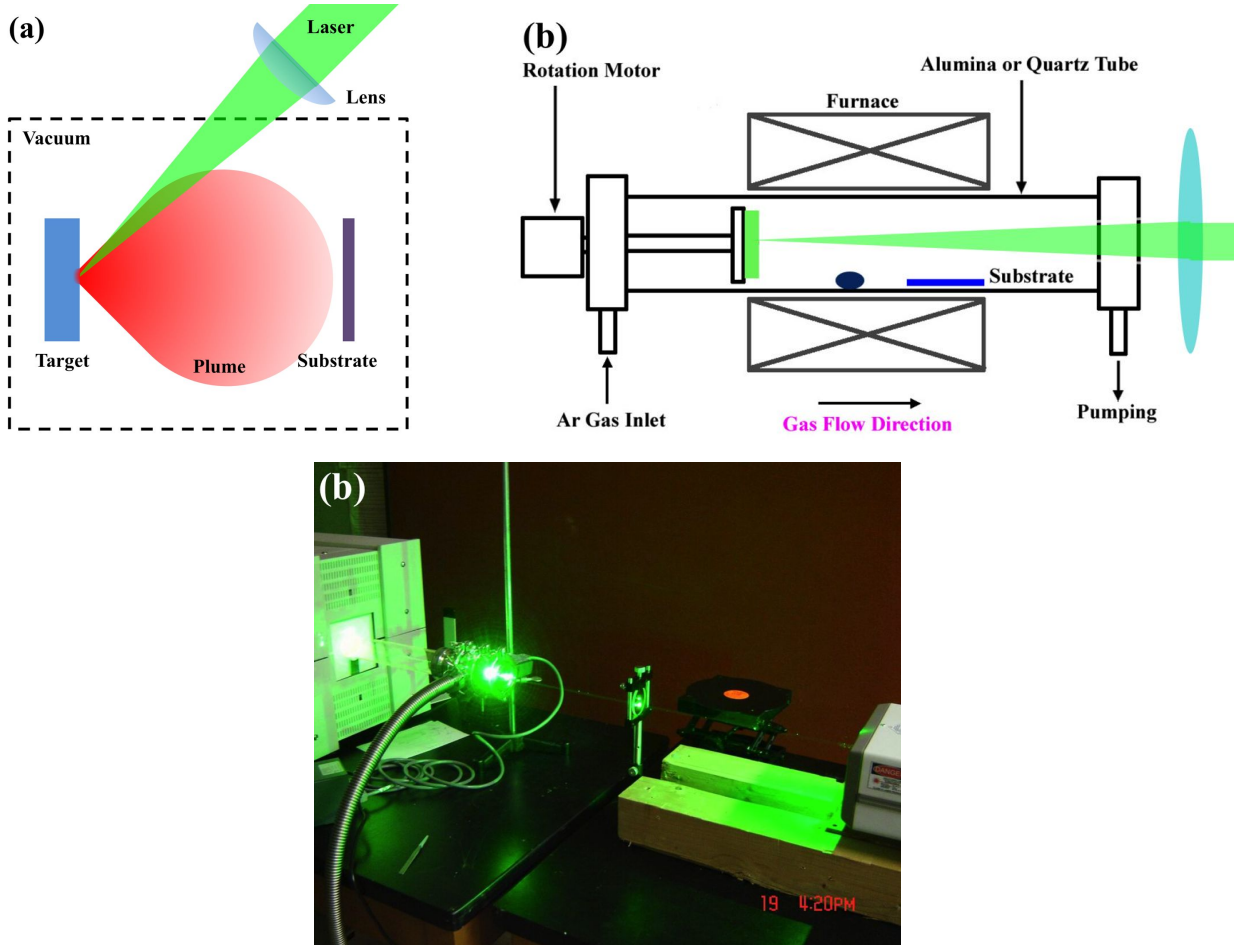 (a)
Laser
Lens
Vacuum
Target
Plume
Substrate
(b)
Rotation Motor
Alumina or Quartz Tube
Furnace
Substrate
Ar Gas Inlet
Gas Flow Direction
Pumping
(b)
DANGER
19 4:20PM